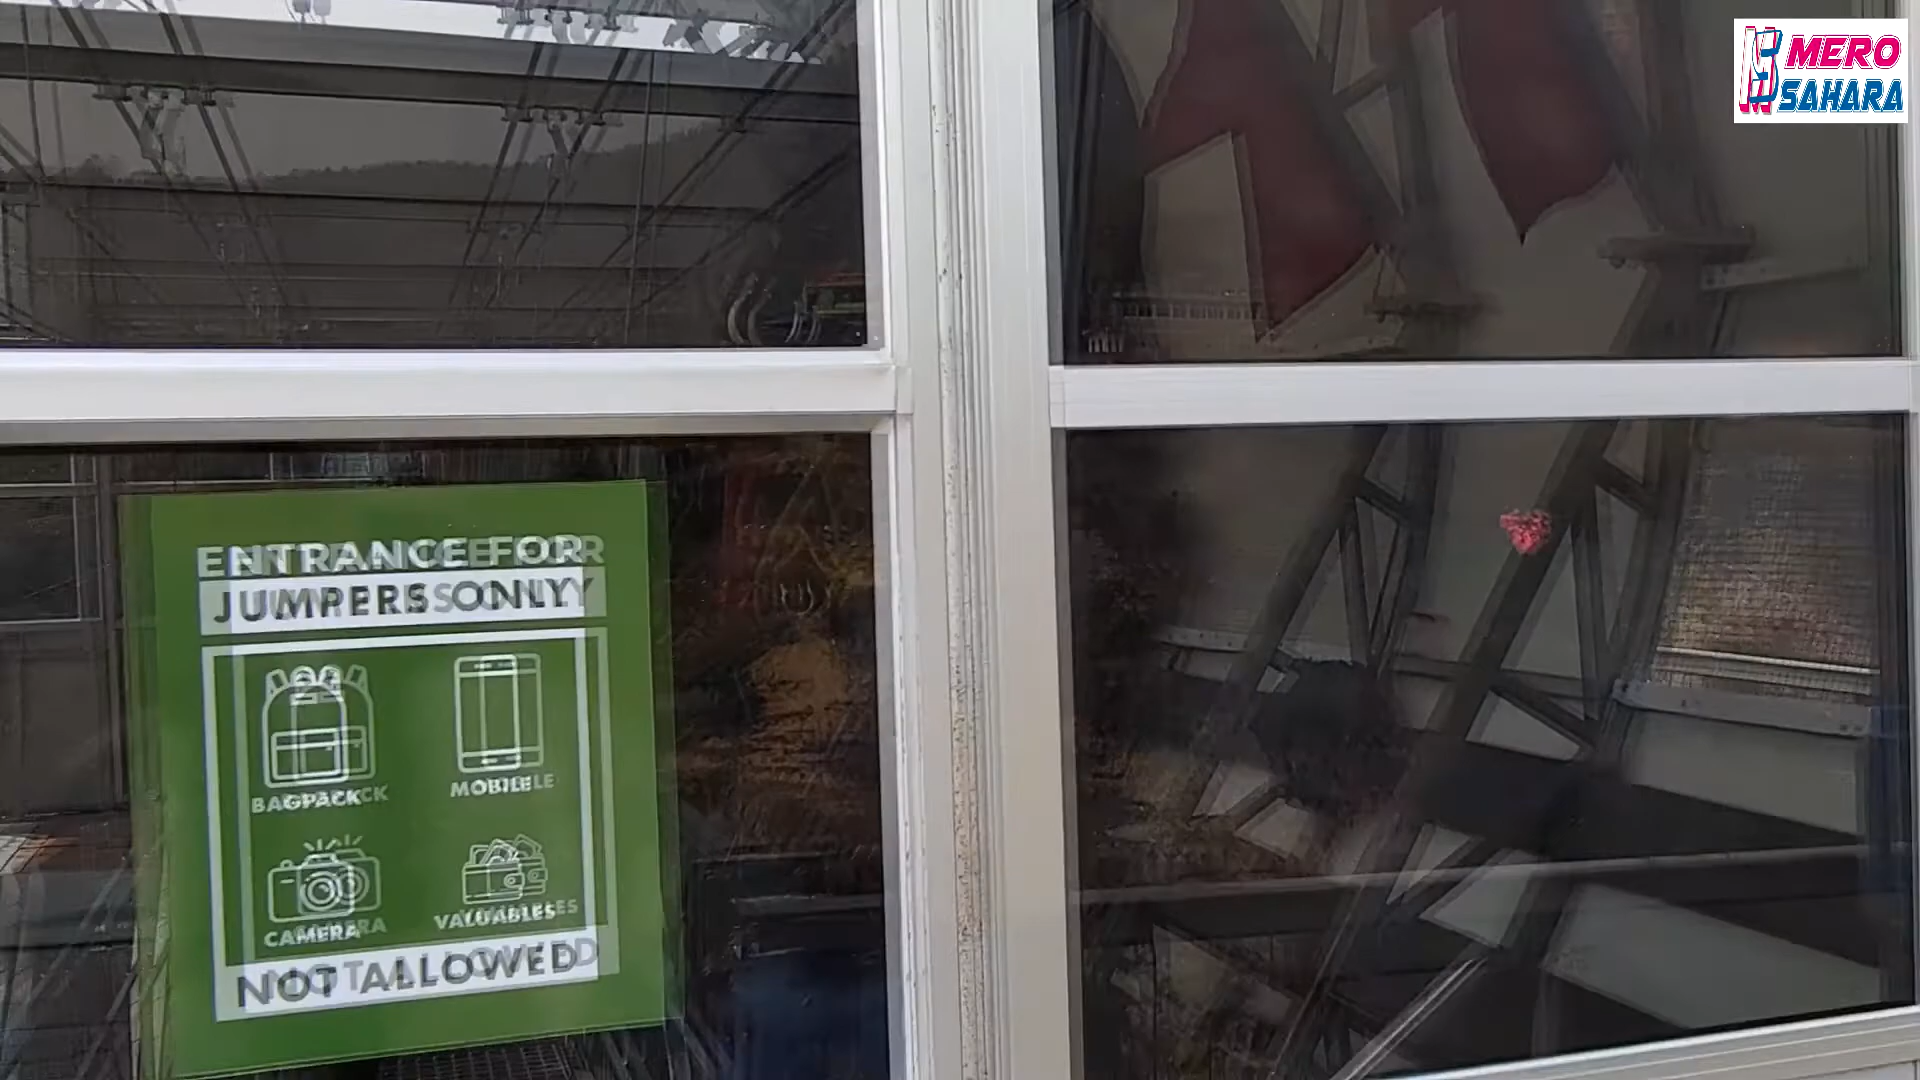 MERO
SAHARA
ENTRANCE FOR
JUMPERS ONLY
BAGPACK
MOBILE
CAMERA
VALUABLES
NOT ALLOWED